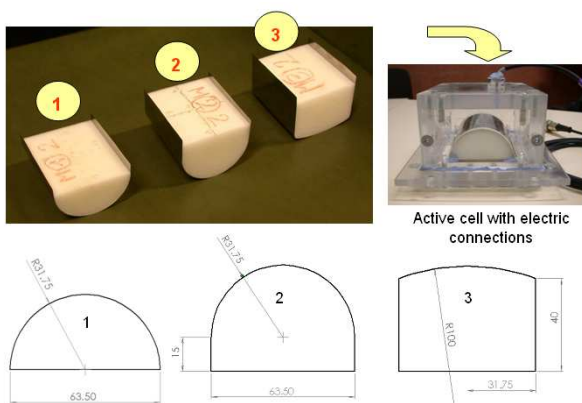 1
2
3
Active cell with electric
connections
R31,75
1
63.50
R31.75
2
15
63.50
3
R100
40
31.75